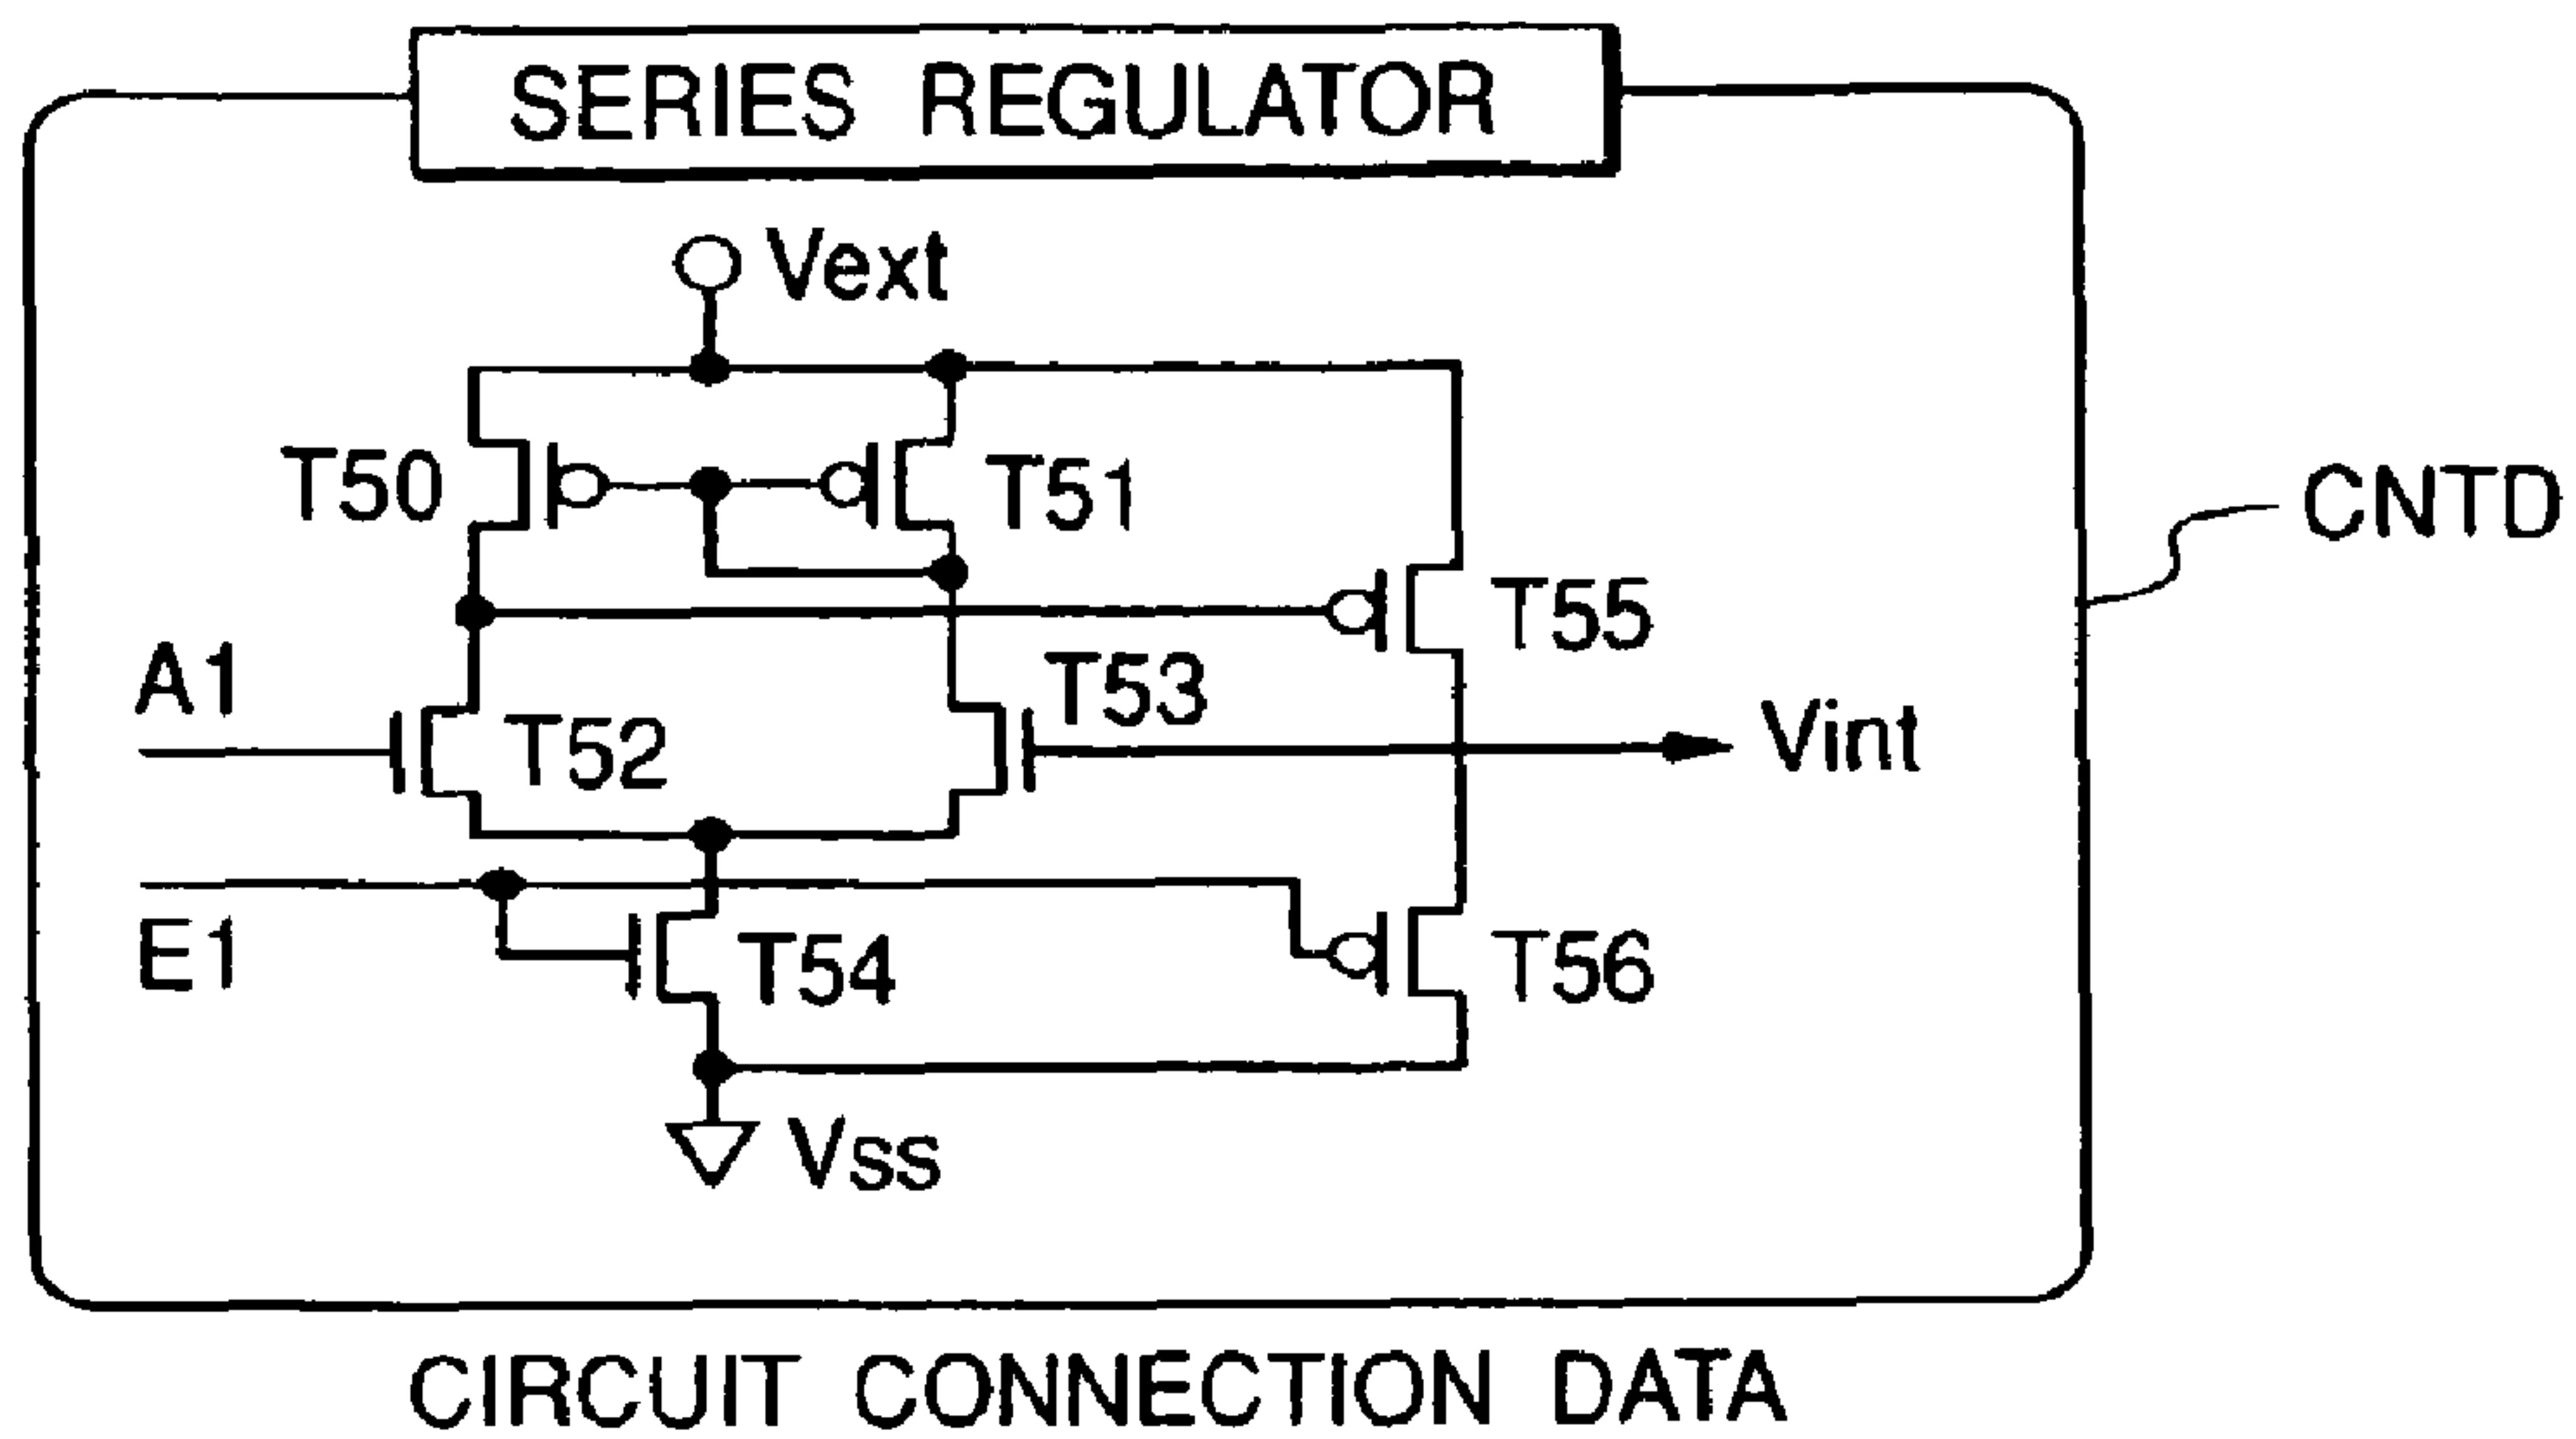 SERIES REGULATOR
Vext
T50
T51
CNTD
T55
A1
T53
T52
Vint
E1
T54
T56
Vss
CIRCUIT CONNECTION DATA